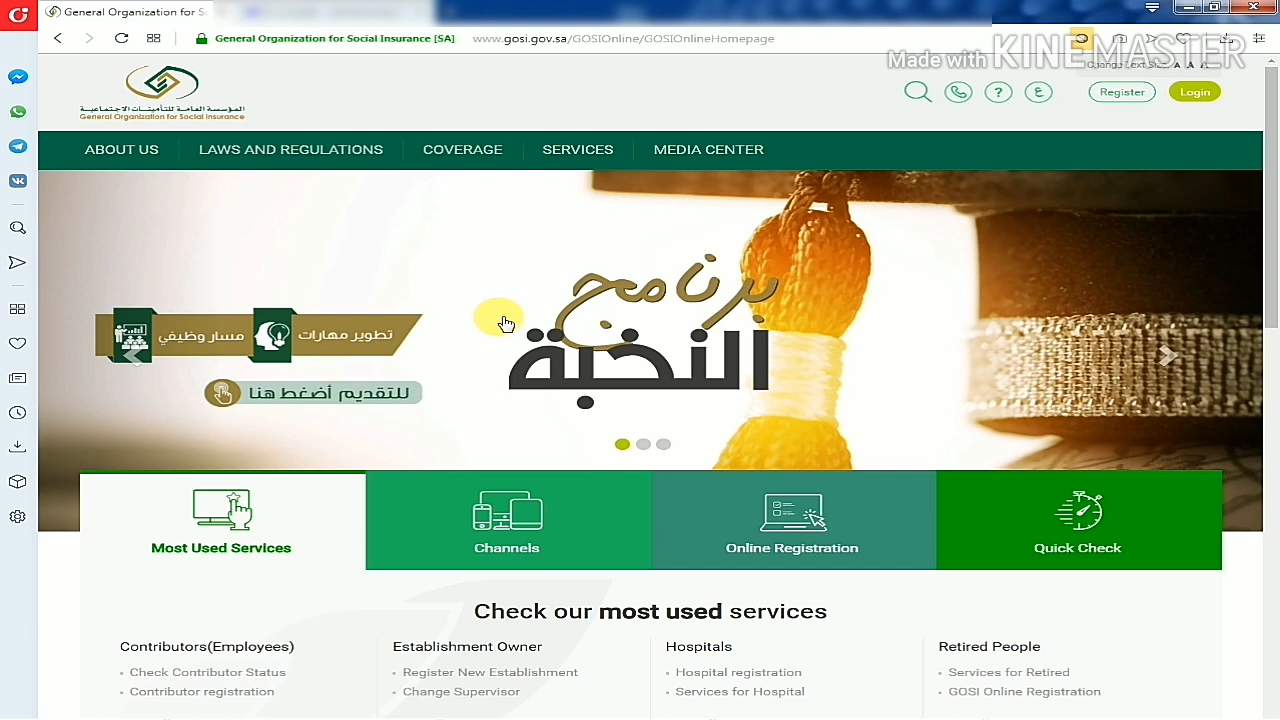 General Organization for So
General Organization for Social Insurance [SA]
www.gosi.gov.sa/GOSIOnline/GOSIOnlineHomepage
Made with KINEMASTER
Change Text Size A A A
المؤسسة العامة للتأمينات الاجتماعية
General Organization for Social Insurance
? ع Register Login
ABOUT US LAWS AND REGULATIONS COVERAGE SERVICES MEDIA CENTER
برنامج
النخبة
تطوير مهارات مسار وظيفي
للتقديم أضغط هنا
Most Used Services Channels Online Registration Quick Check
Check our most used services
Contributors(Employees) Establishment Owner Hospitals Retired People
Check Contributor Status Register New Establishment Hospital registration Services for Retired
Contributor registration Change Supervisor Services for Hospital GOSI Online Registration